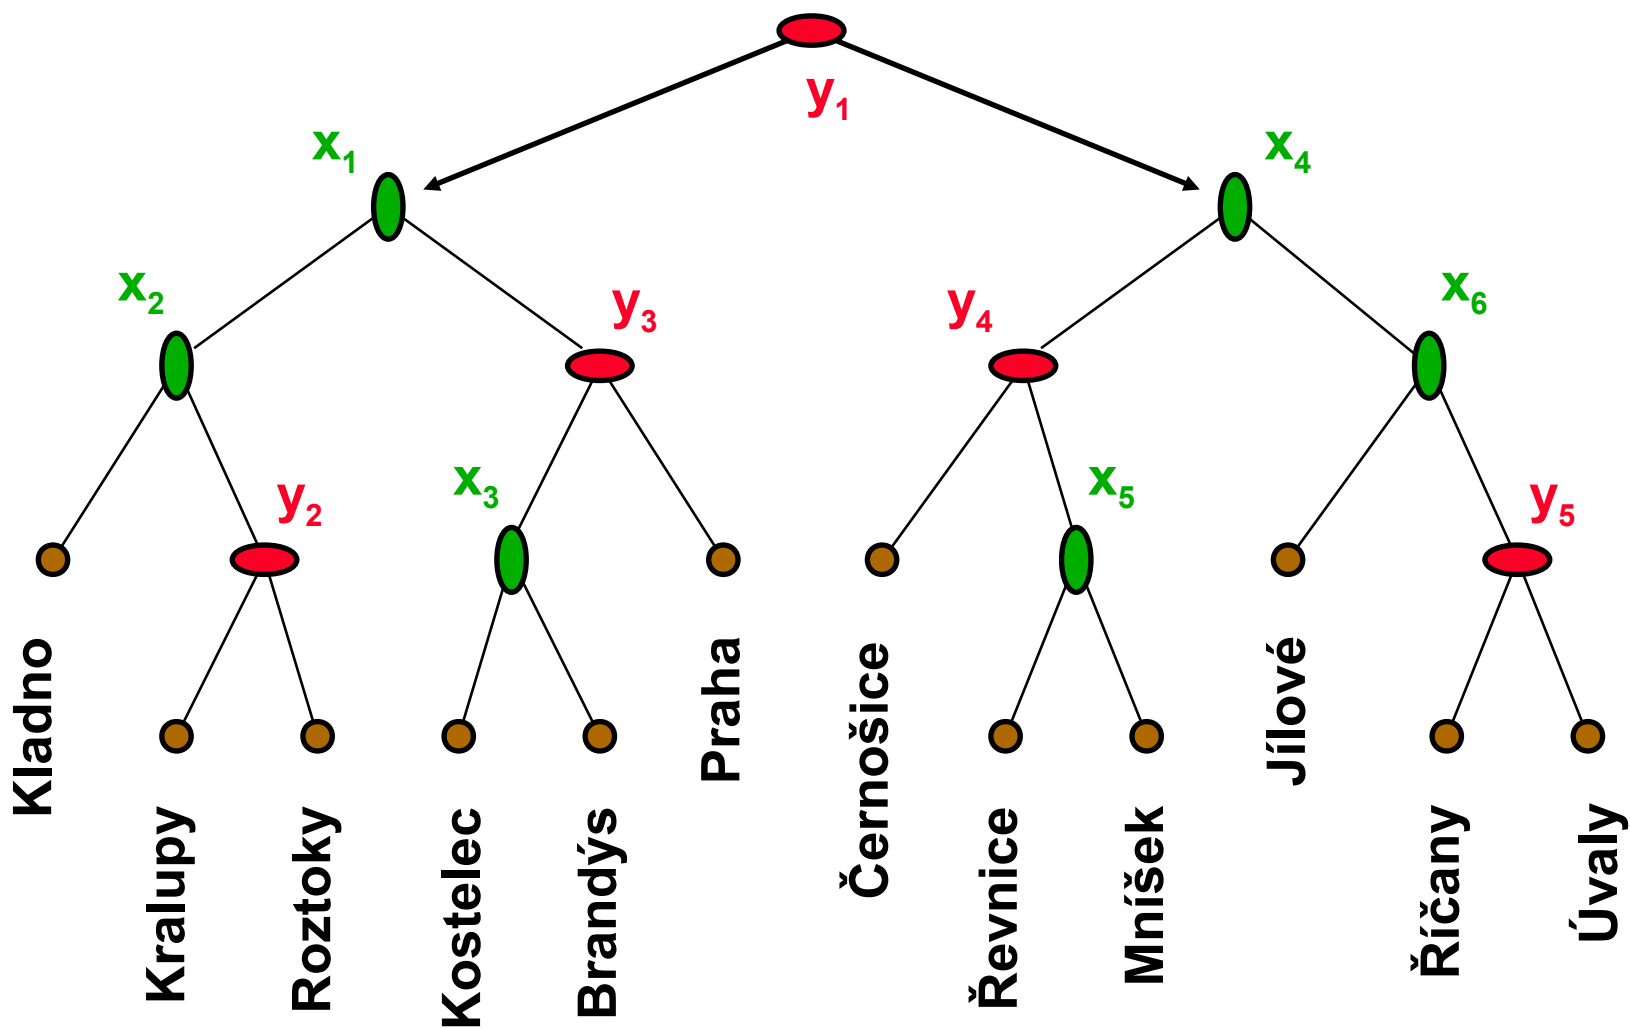 y₁
x₁
x₄
x₂
y₃
y₄
x₆
x₃
x₅
y₂
y₅
Kladno
Kralupy
Roztoky
Kostelec
Brandýs
Praha
Černošice
Řevnice
Mníšek
Jílové
Říčany
Úvaly